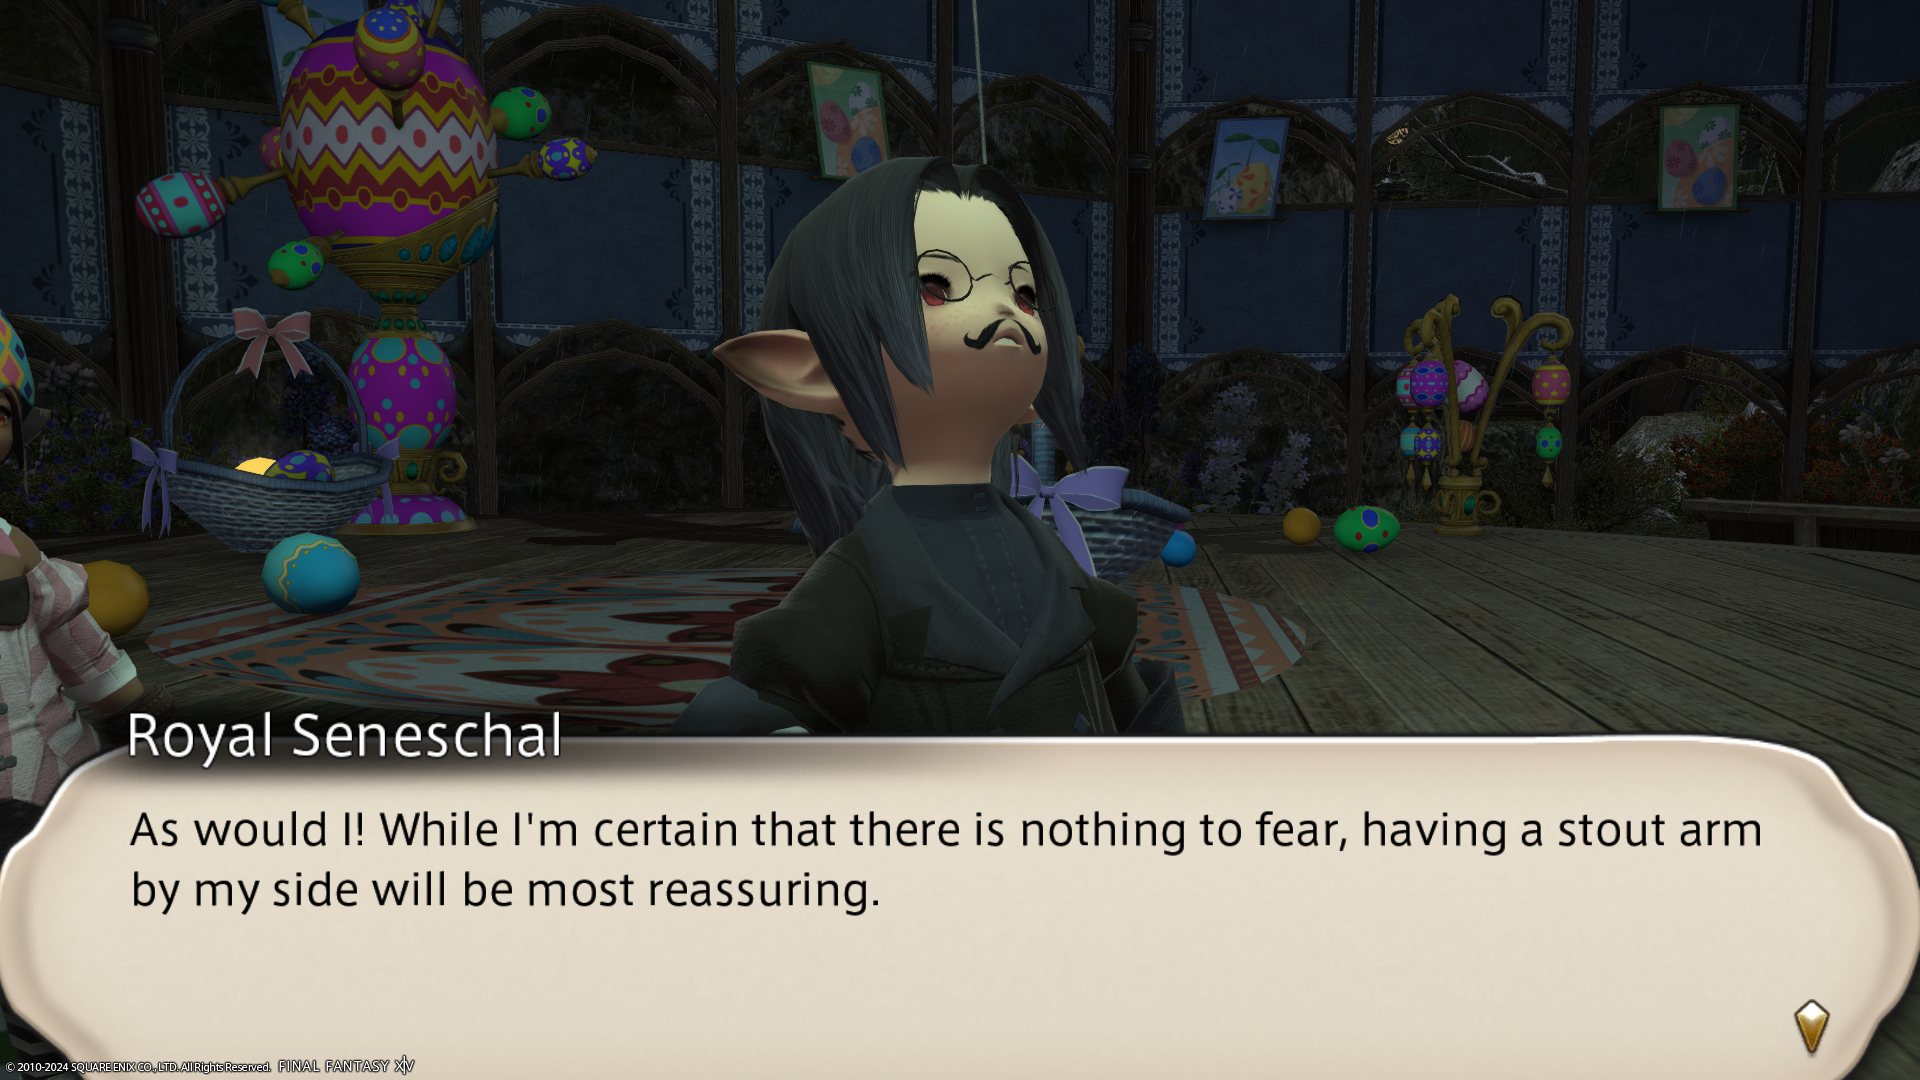 Royal Seneschal
As would I! While I'm certain that there is nothing to fear, having a stout arm
by my side will be most reassuring.
© 2010-2024 SQUARE ENIX CO., LTD. All Rights Reserved. FINAL FANTASY XIV